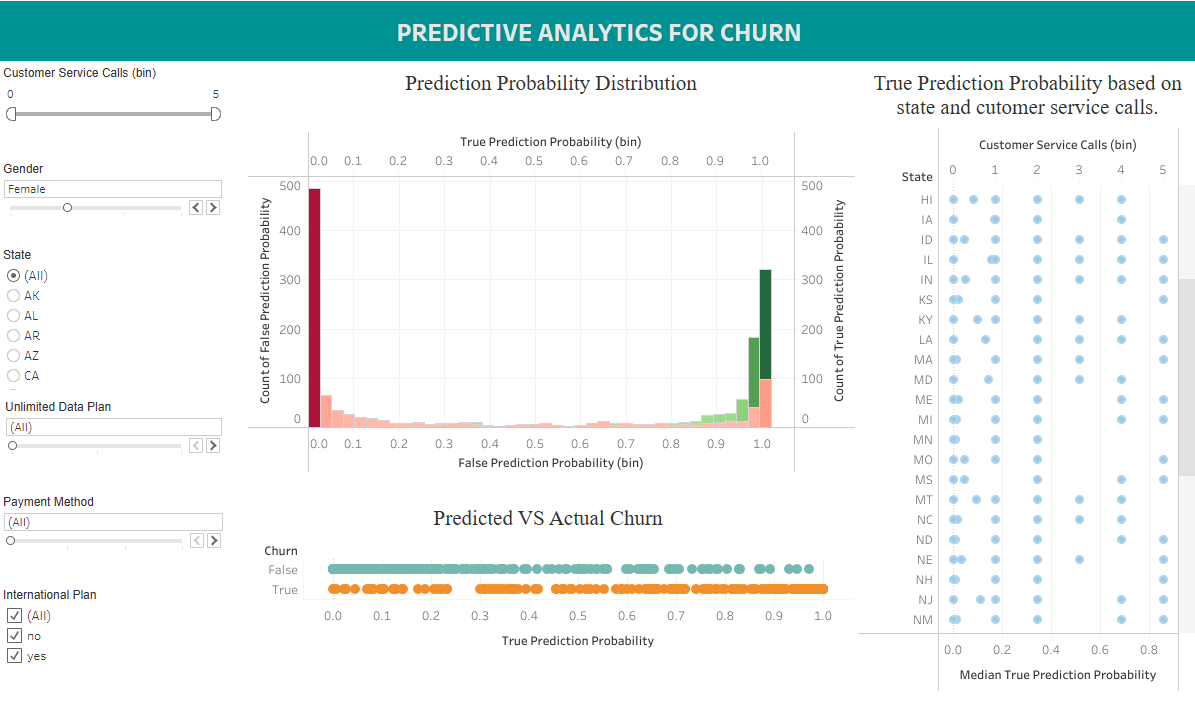 PREDICTIVE ANALYTICS FOR CHURN
Customer Service Calls (bin)
0 5
Gender
Female
State
(All)
AK
AL
AR
AZ
CA
Unlimited Data Plan
(All)
Payment Method
(All)
International Plan
(All)
no
yes
Prediction Probability Distribution
True Prediction Probability (bin)
0.0 0.1 0.2 0.3 0.4 0.5 0.6 0.7 0.8 0.9 1.0
Count of False Prediction Probability
500 500
400 400
300 300
200 200
100 100
0 0
Count of True Prediction Probability
0.0 0.1 0.2 0.3 0.4 0.5 0.6 0.7 0.8 0.9 1.0
False Prediction Probability (bin)
Predicted VS Actual Churn
Churn
False
True
0.0 0.1 0.2 0.3 0.4 0.5 0.6 0.7 0.8 0.9 1.0
True Prediction Probability
True Prediction Probability based on
state and cutomer service calls.
Customer Service Calls (bin)
State 0 1 2 3 4 5
HI
IA
ID
IL
IN
KS
KY
LA
MA
MD
ME
MI
MN
MO
MS
MT
NC
ND
NE
NH
NJ
NM
0.0 0.2 0.4 0.6 0.8
Median True Prediction Probability